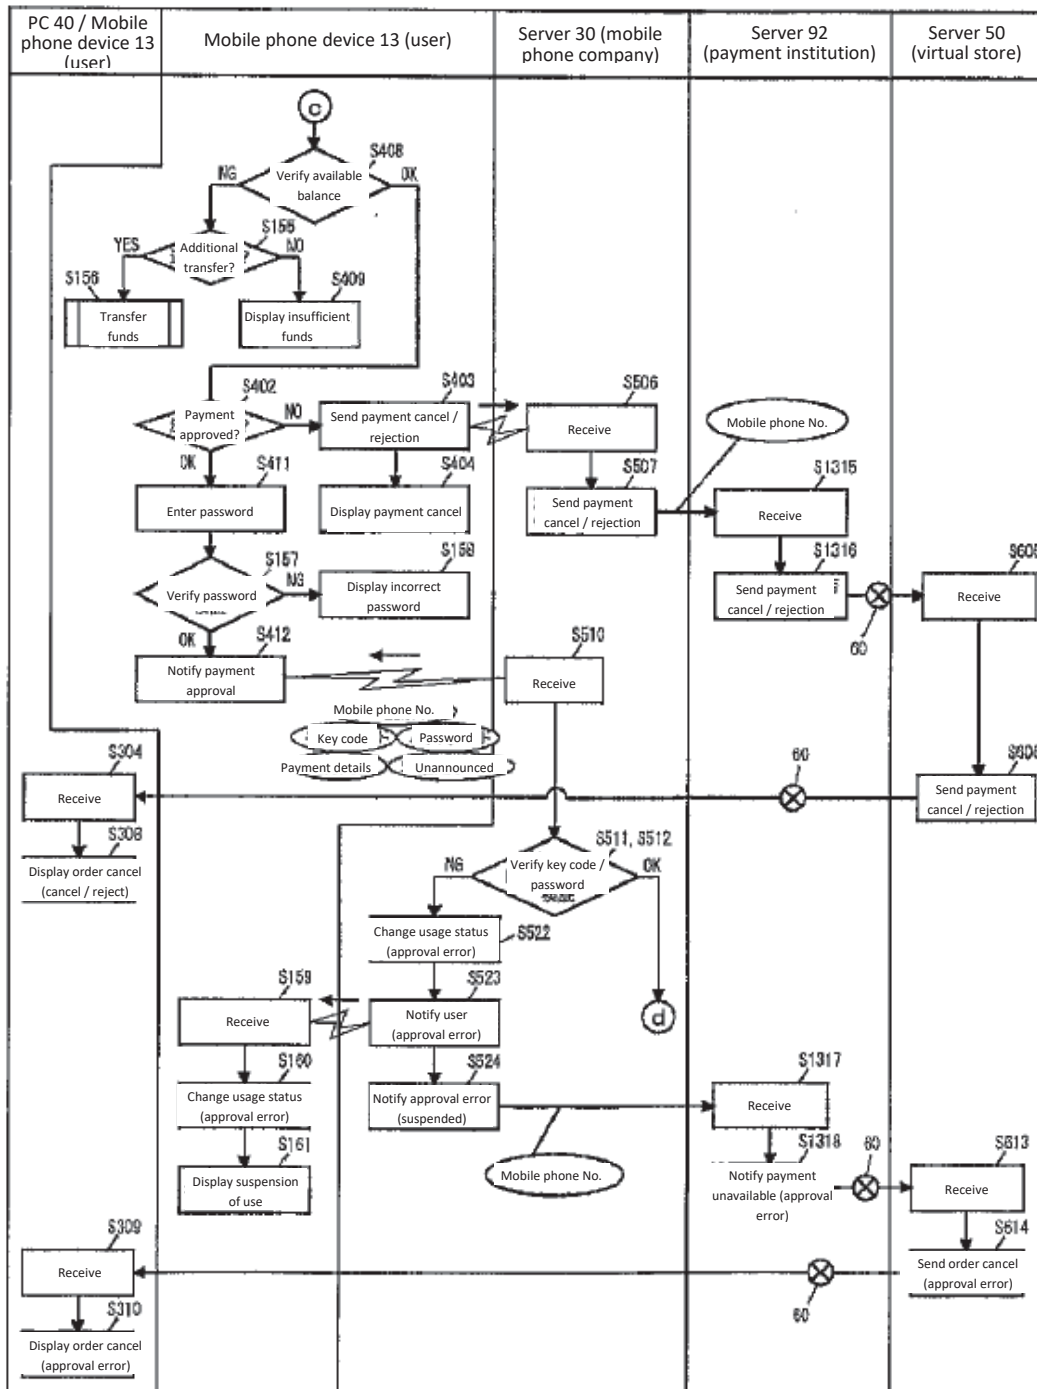 PC 40 / Mobile
phone device 13
(user)
Mobile phone device 13 (user)
Server 30 (mobile
phone company)
Server 92
(payment institution)
Server 50
(virtual store)
C
S408
NG
Verify available
balance
OK
S155
YES
Additional
transfer?
NO
S156
S409
Transfer
funds
Display insufficient
funds
S402
S403
S506
Payment
approved?
NO
Send payment cancel /
rejection
Receive
Mobile phone No.
OK
S411
S404
S507
S1315
Enter password
Display payment cancel
Send payment
cancel / rejection
Receive
S157
S158
S1316
S605
Verify password
NG
Display incorrect
password
Send payment
cancel / rejection
Receive
60
OK
S412
S510
Notify payment
approval
Receive
Mobile phone No.
Key code
Password
Payment details
Unannounced
S304
60
S606
Receive
Send payment
cancel / rejection
S308
S511, S512
Display order cancel
(cancel / reject)
NG
Verify key code /
password
OK
Change usage status
(approval error)
S522
S159
S523
Receive
Notify user
(approval error)
d
S160
S524
S1317
Change usage status
(approval error)
Notify approval error
(suspended)
Receive
S161
S1318
60
S613
Display suspension
of use
Mobile phone No.
Notify payment
unavailable (approval
error)
Receive
S309
S614
Receive
Send order cancel
(approval error)
60
S310
Display order cancel
(approval error)